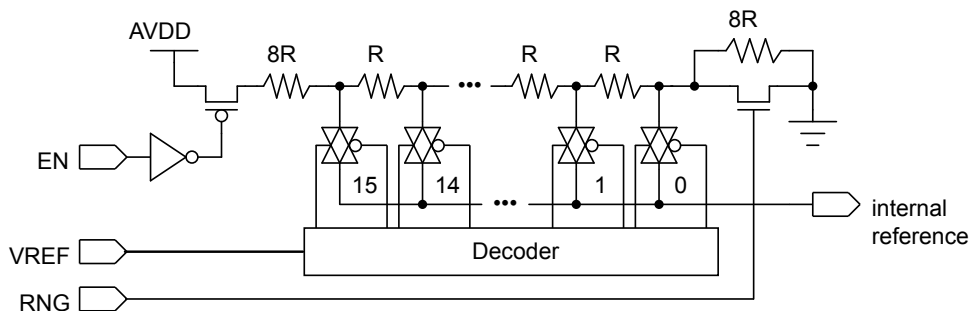 8R
AVDD
8R
R
R
R
•••
EN
15
14
1
0
•••
internal
reference
VREF
Decoder
RNG